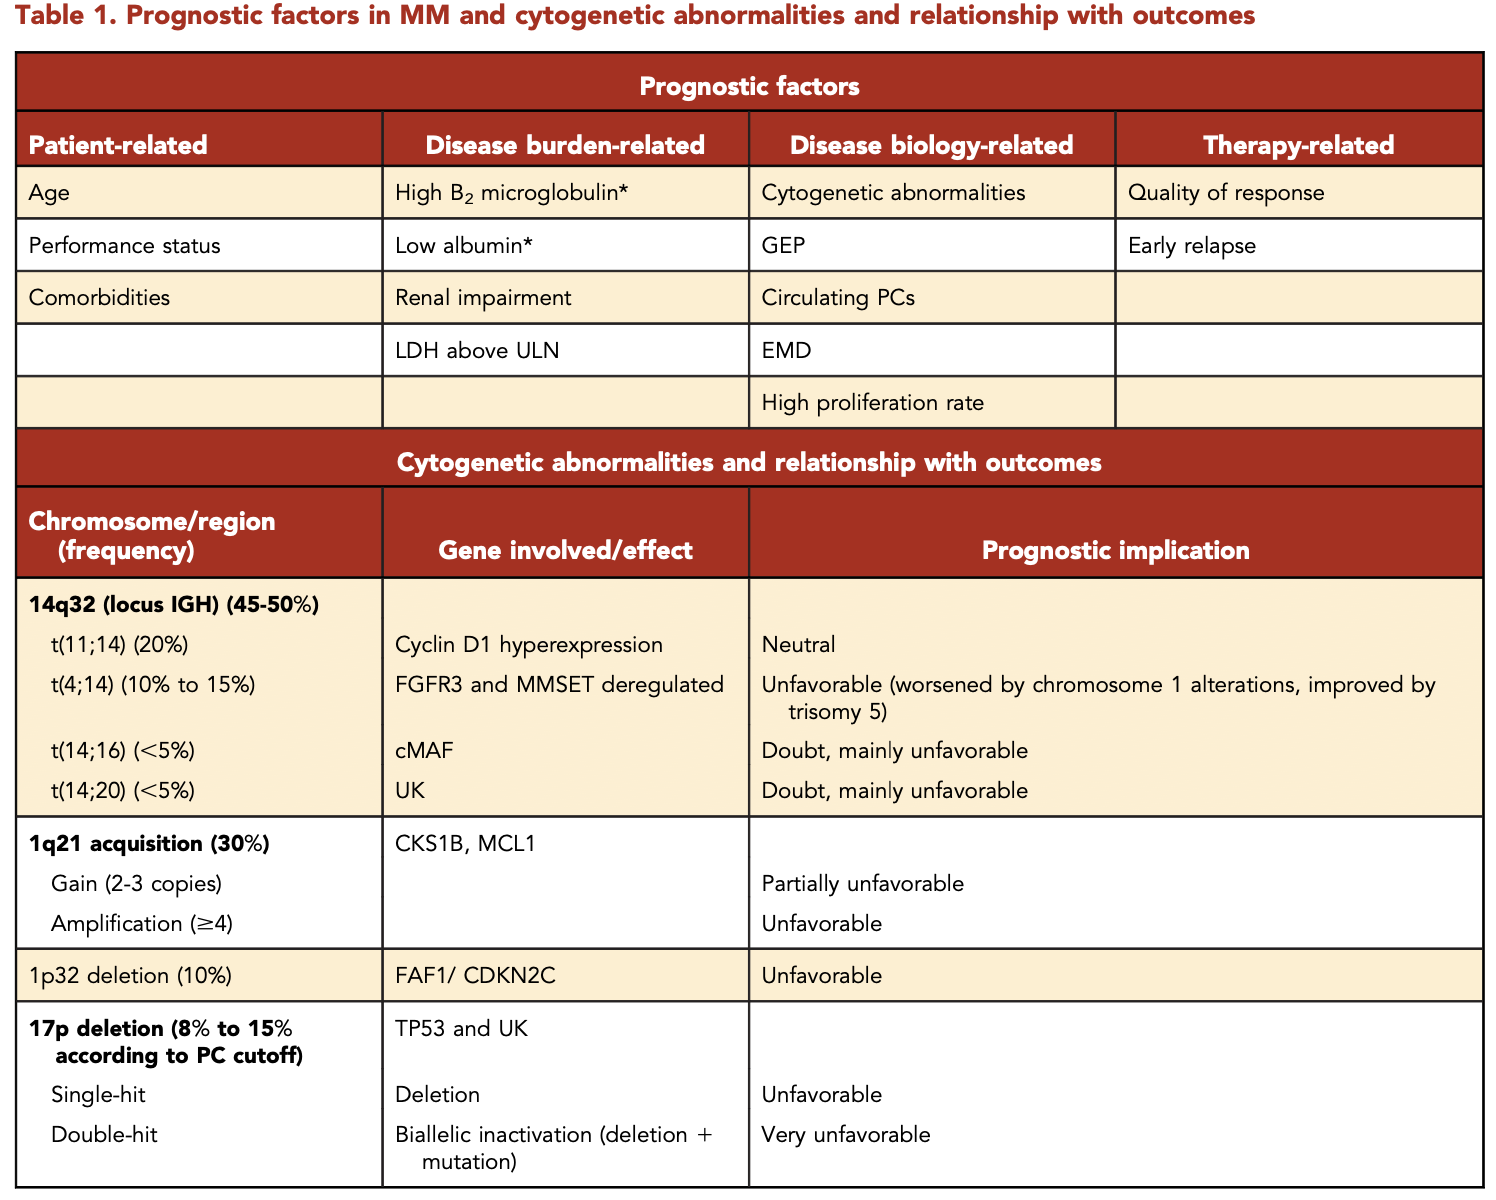 Table 1. Prognostic factors in MM and cytogenetic abnormalities and relationship with outcomes
Prognostic factors
Patient-related Disease burden-related Disease biology-related Therapy-related
Age High B2 microglobulin* Cytogenetic abnormalities Quality of response
Performance status Low albumin* GEP Early relapse
Comorbidities Renal impairment Circulating PCs
LDH above ULN EMD
High proliferation rate
Cytogenetic abnormalities and relationship with outcomes
Chromosome/region
(frequency) Gene involved/effect Prognostic implication
14q32 (locus IGH) (45-50%)
t(11;14) (20%) Cyclin D1 hyperexpression Neutral
t(4;14) (10% to 15%) FGFR3 and MMSET deregulated Unfavorable (worsened by chromosome 1 alterations, improved by
trisomy 5)
t(14;16) (<5%) cMAF Doubt, mainly unfavorable
t(14;20) (<5%) UK Doubt, mainly unfavorable
1q21 acquisition (30%) CKS1B, MCL1
Gain (2-3 copies) Partially unfavorable
Amplification (≥4) Unfavorable
1p32 deletion (10%) FAF1/ CDKN2C Unfavorable
17p deletion (8% to 15% TP53 and UK
according to PC cutoff)
Single-hit Deletion Unfavorable
Double-hit Biallelic inactivation (deletion + Very unfavorable
mutation)